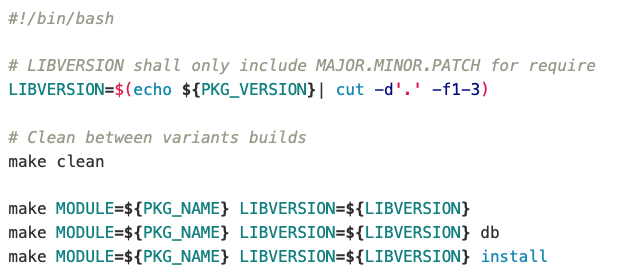 #!/bin/bash
# LIBVERSION shall only include MAJOR.MINOR.PATCH for require
LIBVERSION=$(echo ${PKG_VERSION}| cut -d'.' -f1-3)
# Clean between variants builds
make clean
make MODULE=${PKG_NAME} LIBVERSION=${LIBVERSION}
make MODULE=${PKG_NAME} LIBVERSION=${LIBVERSION} db
make MODULE=${PKG_NAME} LIBVERSION=${LIBVERSION} install